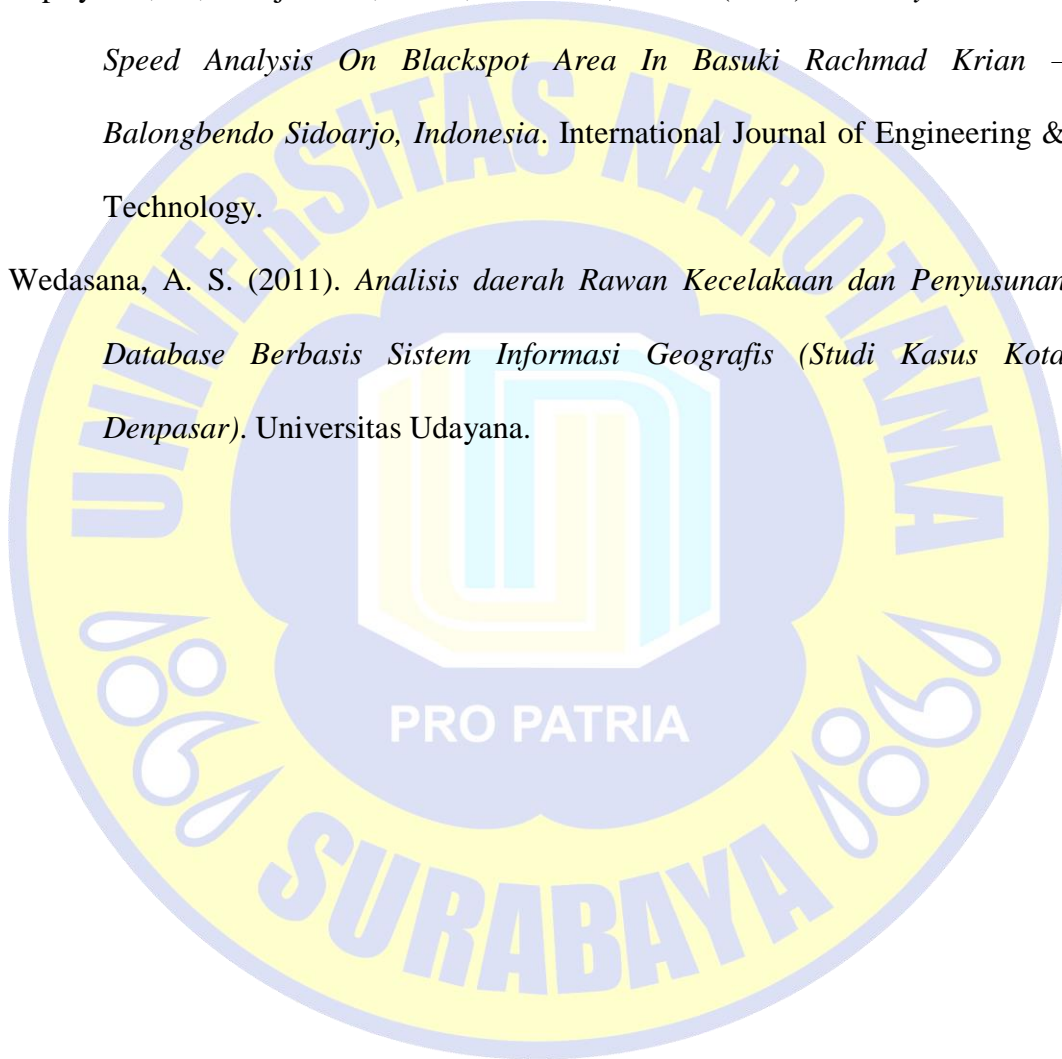 Speed Analysis On Blackspot Area In Basuki Rachmad Krian –
Balongbendo Sidoarjo, Indonesia. International Journal of Engineering &
Technology.
Wedasana, A. S. (2011). Analisis daerah Rawan Kecelakaan dan Penyusunan
Database Berbasis Sistem Informasi Geografis (Studi Kasus Kota
Denpasar). Universitas Udayana.
UNIVERSITAS NAROTAMA
PRO PATRIA
SURABAYA